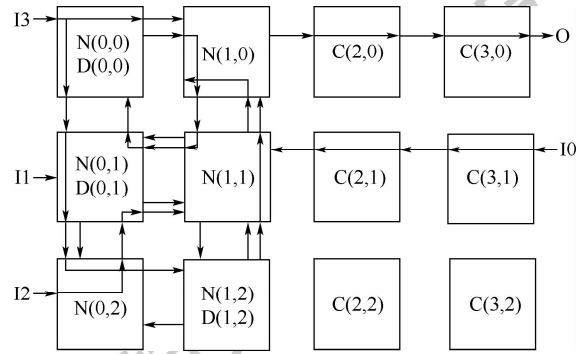 I3
N(0,0)
D(0,0)
N(1,0)
C(2,0)
C(3,0)
O
I1
N(0,1)
D(0,1)
N(1,1)
C(2,1)
C(3,1)
I0
I2
N(0,2)
N(1,2)
D(1,2)
C(2,2)
C(3,2)